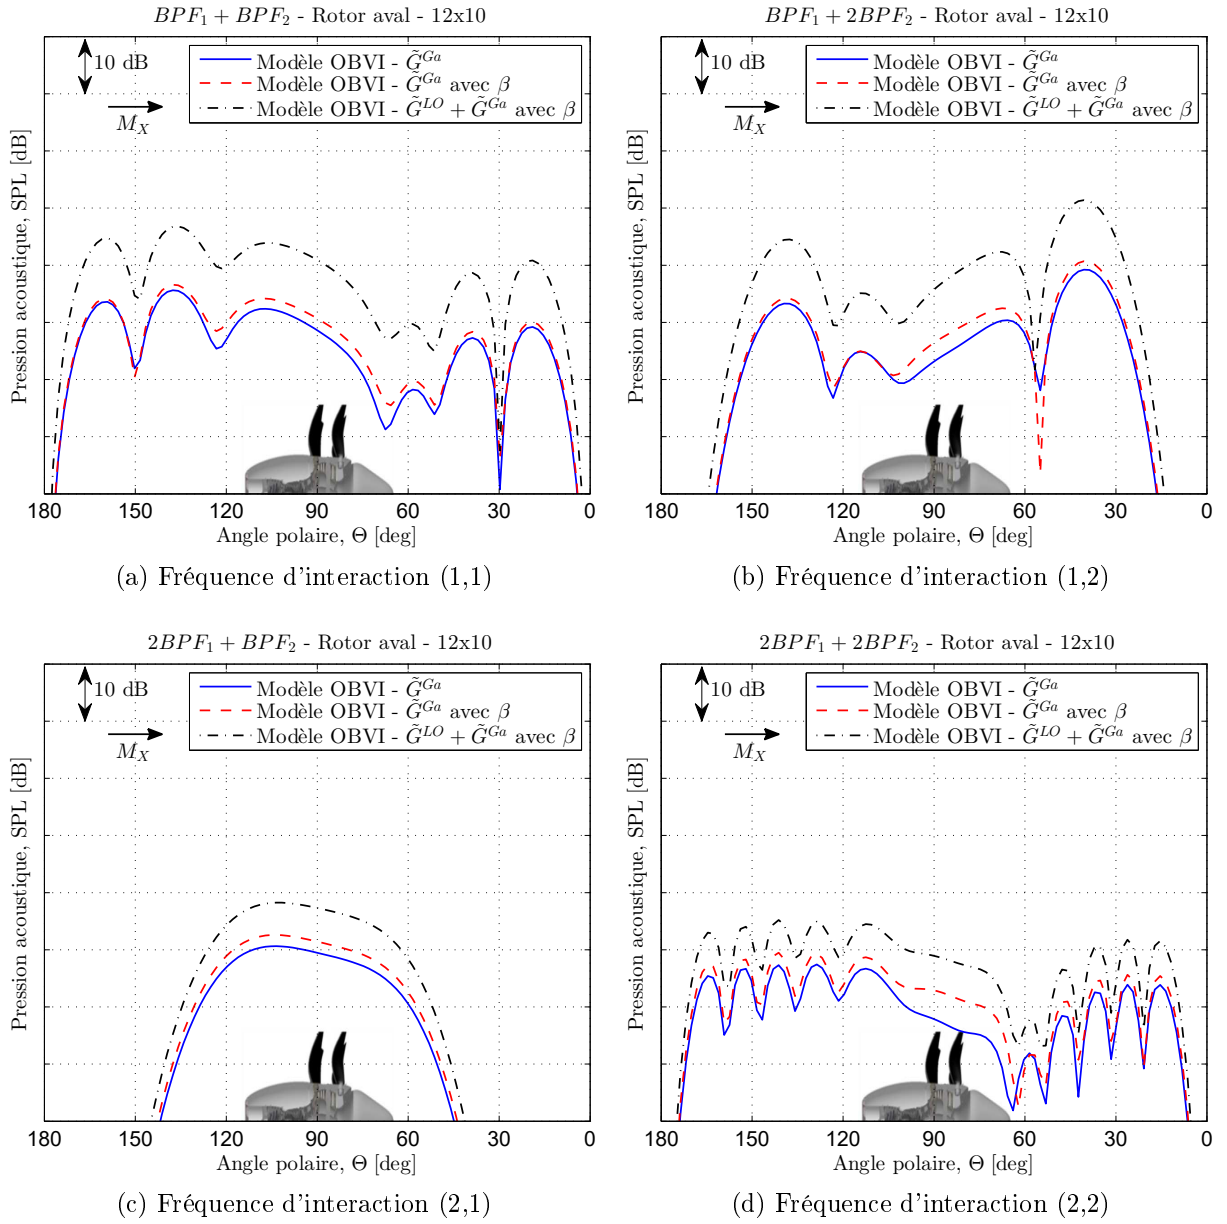 BPF₁ + BPF₂ - Rotor aval - 12x10
10 dB
M_X
Modèle OBVI - G̃^Ga
Modèle OBVI - G̃^Ga avec β
Modèle OBVI - G̃^LO + G̃^Ga avec β
Pression acoustique, SPL [dB]
180 150 120 90 60 30 0
Angle polaire, Θ [deg]
(a) Fréquence d'interaction (1,1)
BPF₁ + 2BPF₂ - Rotor aval - 12x10
10 dB
M_X
Modèle OBVI - G̃^Ga
Modèle OBVI - G̃^Ga avec β
Modèle OBVI - G̃^LO + G̃^Ga avec β
Pression acoustique, SPL [dB]
180 150 120 90 60 30 0
Angle polaire, Θ [deg]
(b) Fréquence d'interaction (1,2)
2BPF₁ + BPF₂ - Rotor aval - 12x10
10 dB
M_X
Modèle OBVI - G̃^Ga
Modèle OBVI - G̃^Ga avec β
Modèle OBVI - G̃^LO + G̃^Ga avec β
Pression acoustique, SPL [dB]
180 150 120 90 60 30 0
Angle polaire, Θ [deg]
(c) Fréquence d'interaction (2,1)
2BPF₁ + 2BPF₂ - Rotor aval - 12x10
10 dB
M_X
Modèle OBVI - G̃^Ga
Modèle OBVI - G̃^Ga avec β
Modèle OBVI - G̃^LO + G̃^Ga avec β
Pression acoustique, SPL [dB]
180 150 120 90 60 30 0
Angle polaire, Θ [deg]
(d) Fréquence d'interaction (2,2)